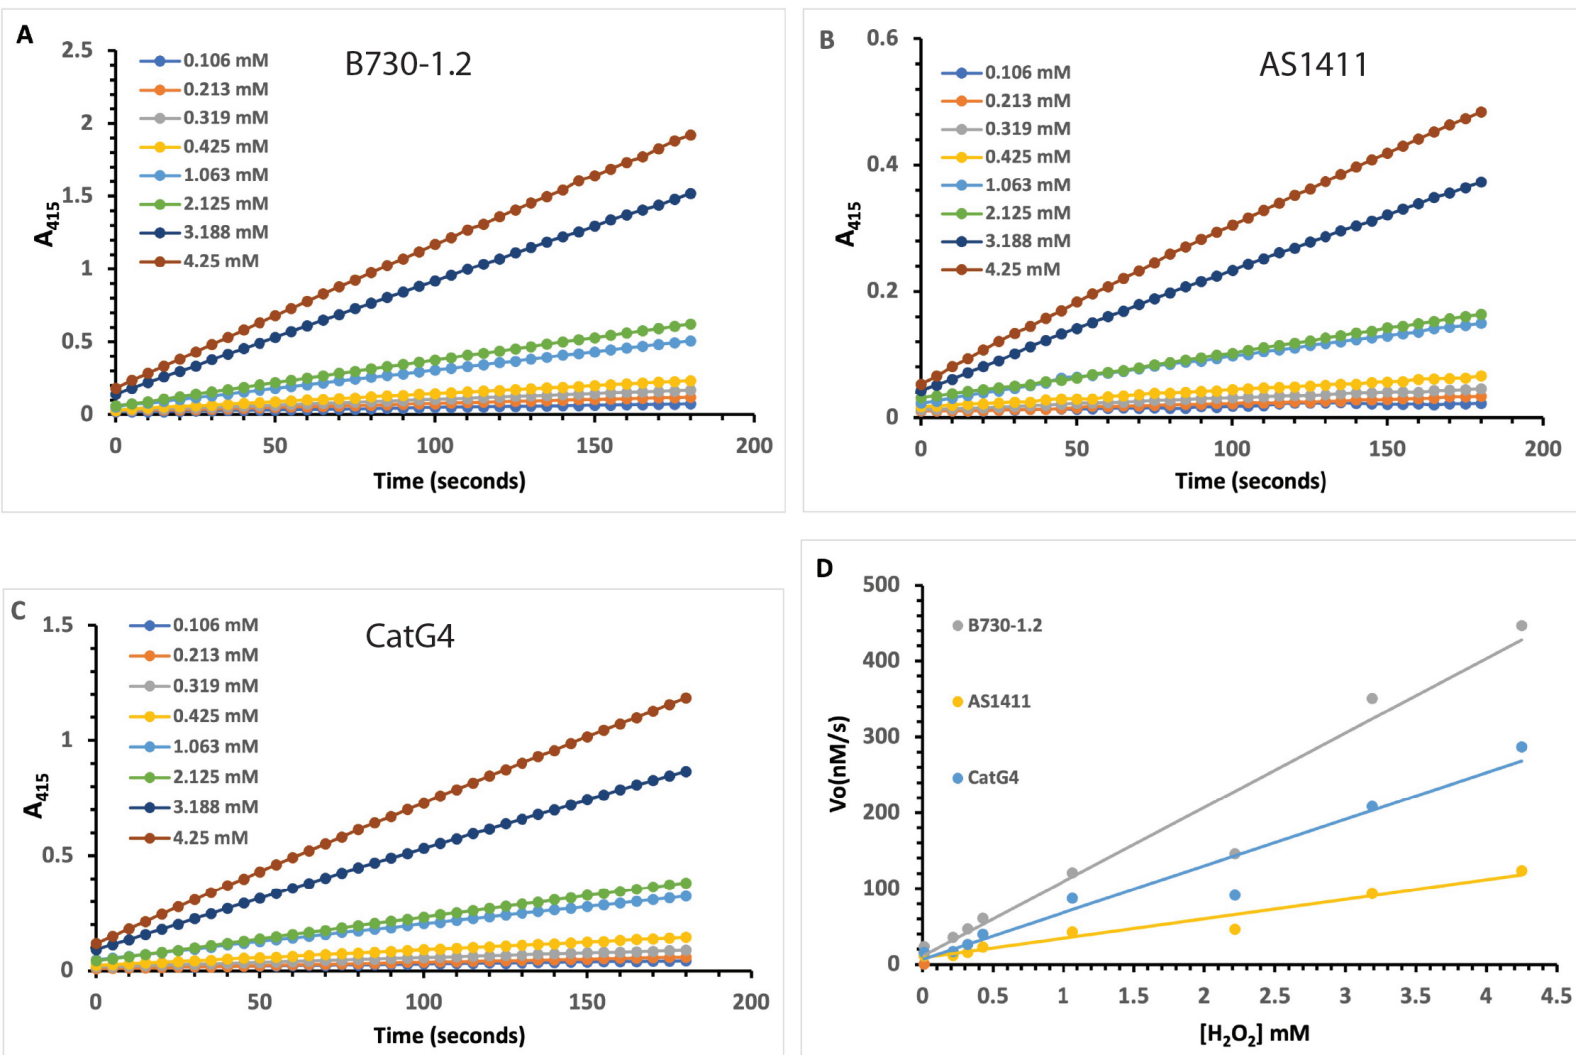 A
B730-1.2
2.5
2
1.5
1
0.5
0
0.106 mM
0.213 mM
0.319 mM
0.425 mM
1.063 mM
2.125 mM
3.188 mM
4.25 mM
A415
0 50 100 150 200
Time (seconds)
B
AS1411
0.6
0.4
0.2
0
0.106 mM
0.213 mM
0.319 mM
0.425 mM
1.063 mM
2.125 mM
3.188 mM
4.25 mM
A415
0 50 100 150 200
Time (seconds)
C
CatG4
1.5
1
0.5
0
0.106 mM
0.213 mM
0.319 mM
0.425 mM
1.063 mM
2.125 mM
3.188 mM
4.25 mM
A415
0 50 100 150 200
Time (seconds)
D
500
400
300
200
100
0
B730-1.2
AS1411
CatG4
Vo(nM/s)
0 0.5 1 1.5 2 2.5 3 3.5 4 4.5
[H2O2] mM